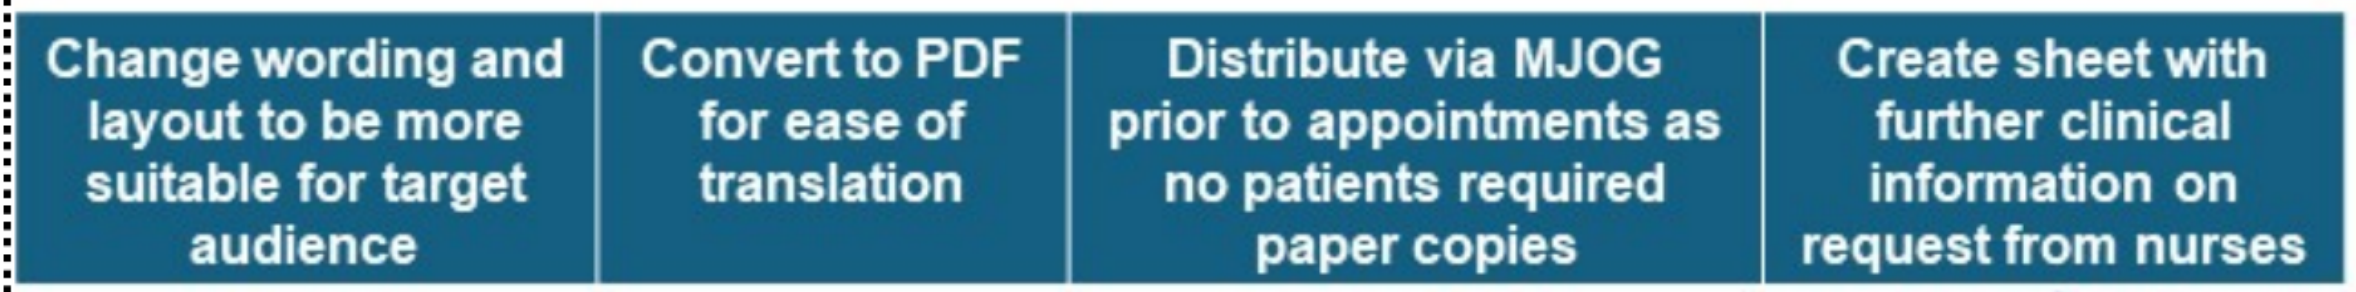 Change wording and
layout to be more
suitable for target
audience
Convert to PDF
for ease of
translation
Distribute via MJOG
prior to appointments as
no patients required
paper copies
Create sheet with
further clinical
information on
request from nurses